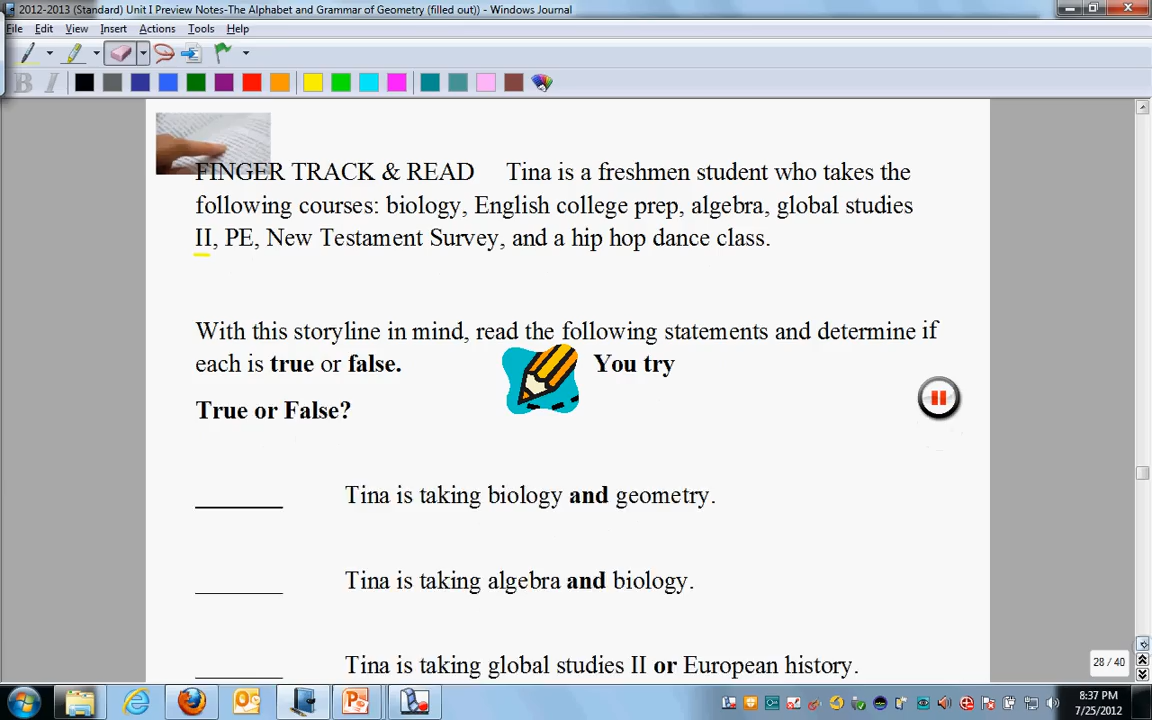 2012-2013 (Standard) Unit I Preview Notes-The Alphabet and Grammar of Geometry (filled out)) - Windows Journal
File Edit View Insert Actions Tools Help
B I
FINGER TRACK & READ Tina is a freshmen student who takes the
following courses: biology, English college prep, algebra, global studies
II, PE, New Testament Survey, and a hip hop dance class.
With this storyline in mind, read the following statements and determine if
each is true or false.
You try
True or False?
Tina is taking biology and geometry.
Tina is taking algebra and biology.
Tina is taking global studies II or European history.
28 / 40
8:37 PM
7/25/2012